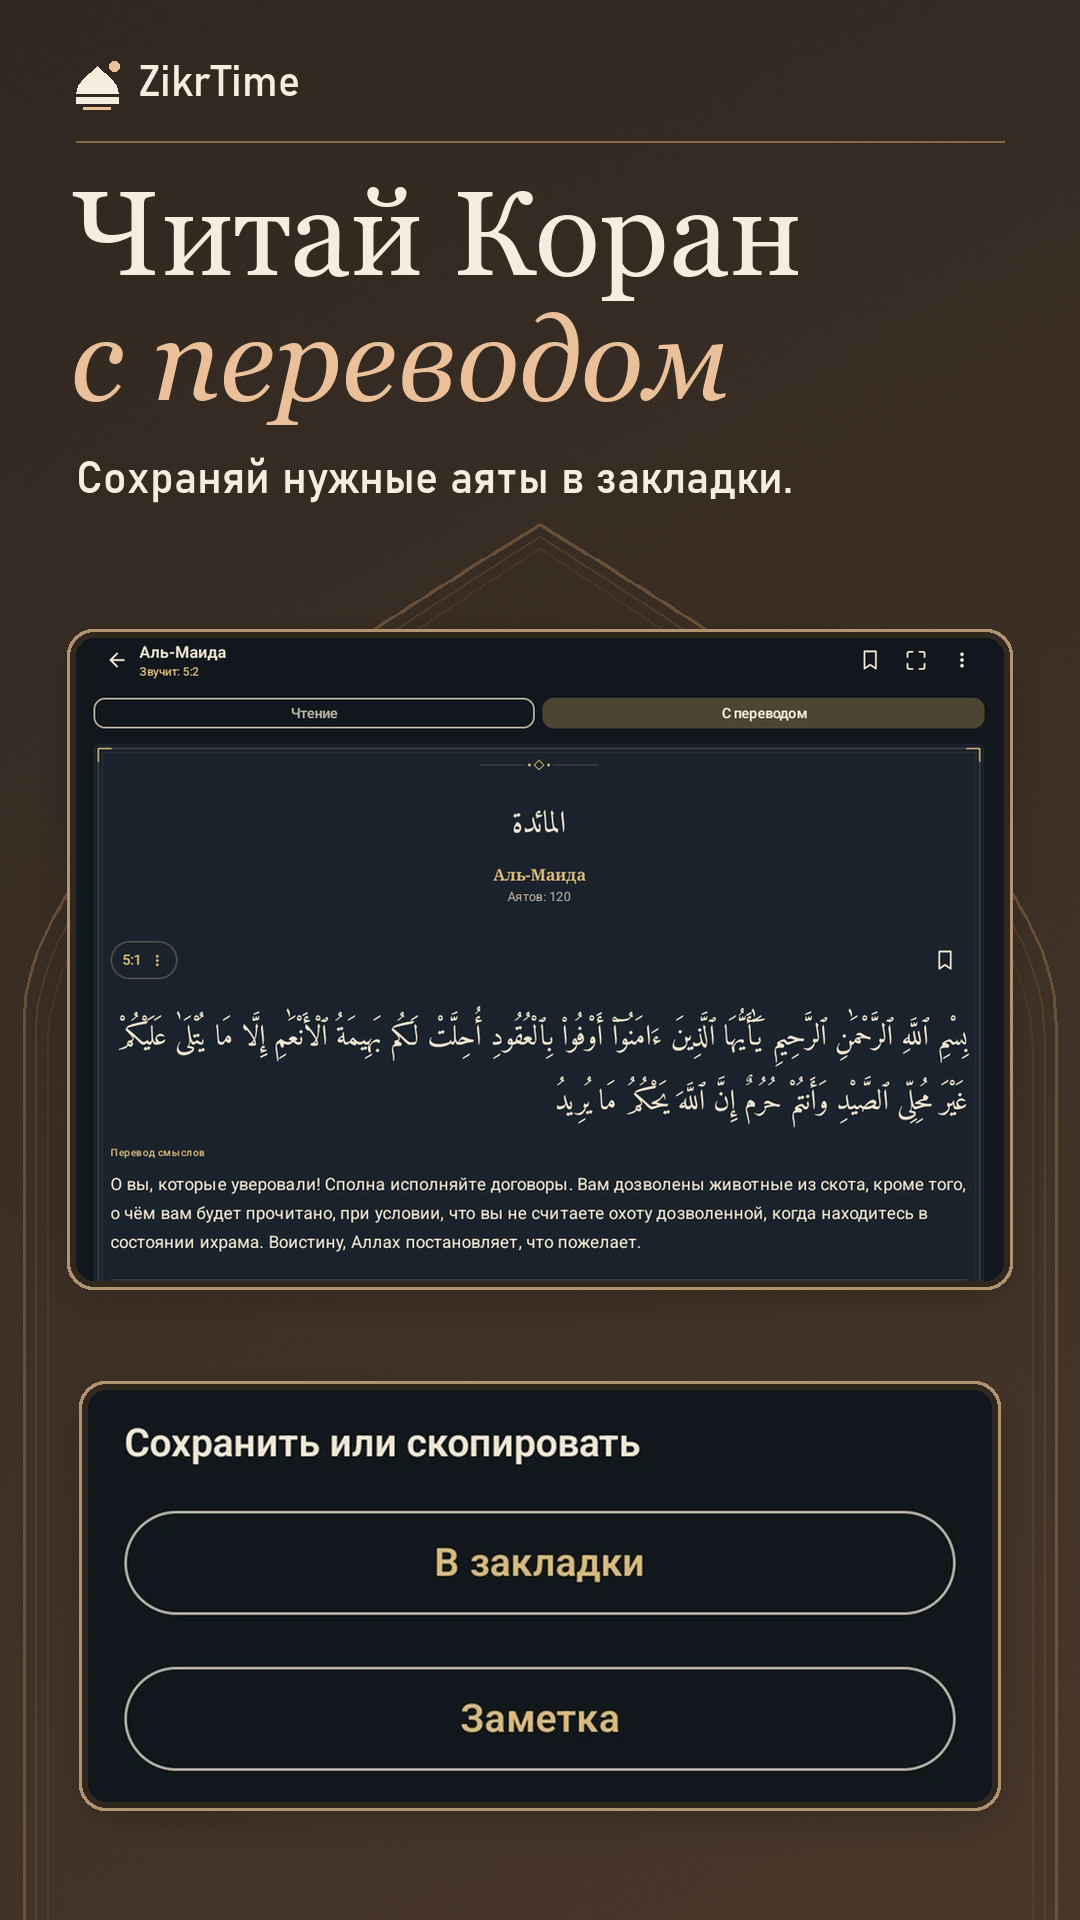 ZikrTime
Читай Коран
с переводом
Сохраняй нужные аяты в закладки.
Аль-Маида
Звучит: 5:2
Чтение
С переводом
المائدة
Аль-Маида
Аятов: 120
5:1
بِسْمِ ٱللَّهِ ٱلرَّحْمَٰنِ ٱلرَّحِيمِ يَٰٓأَيُّهَا ٱلَّذِينَ ءَامَنُوٓا۟ أَوْفُوا۟ بِٱلْعُقُودِ أُحِلَّتْ لَكُم بَهِيمَةُ ٱلْأَنْعَٰمِ إِلَّا مَا يُتْلَىٰ عَلَيْكُمْ
غَيْرَ مُحِلِّى ٱلصَّيْدِ وَأَنتُمْ حُرُمٌ إِنَّ ٱللَّهَ يَحْكُمُ مَا يُرِيدُ
Перевод смыслов
О вы, которые уверовали! Сполна исполняйте договоры. Вам дозволены животные из скота, кроме того,
о чём вам будет прочитано, при условии, что вы не считаете охоту дозволенной, когда находитесь в
состоянии ихрама. Воистину, Аллах постановляет, что пожелает.
Сохранить или скопировать
В закладки
Заметка